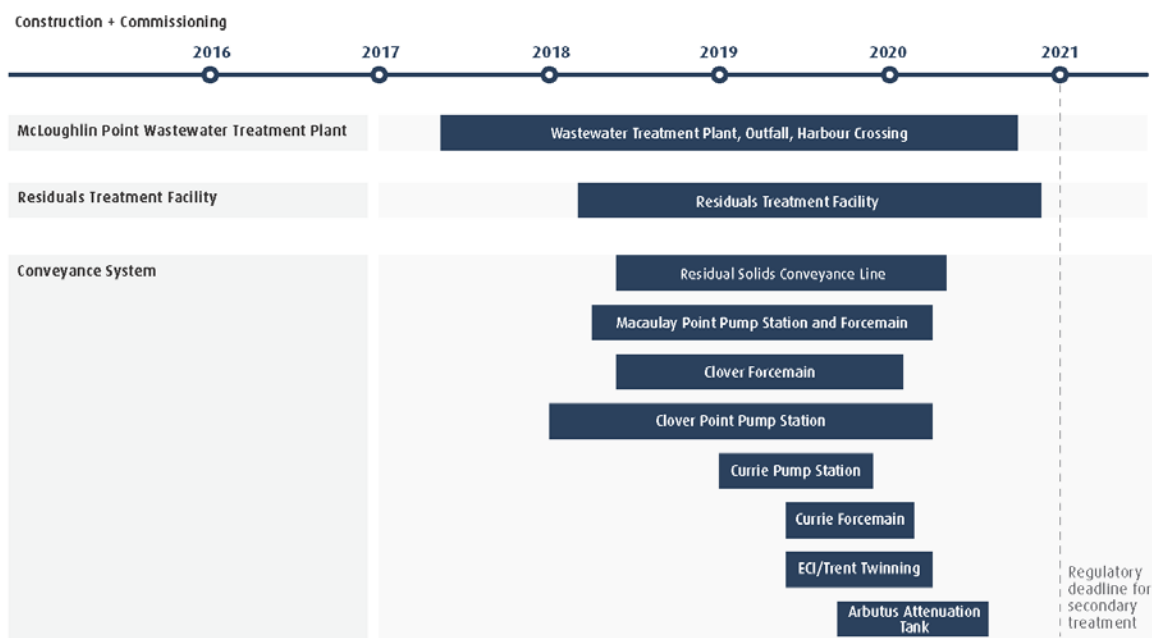 Construction + Commissioning
2016 2017 2018 2019 2020 2021
McLoughlin Point Wastewater Treatment Plant
Wastewater Treatment Plant, Outfall, Harbour Crossing
Residuals Treatment Facility
Residuals Treatment Facility
Conveyance System
Residual Solids Conveyance Line
Macaulay Point Pump Station and Forcemain
Clover Forcemain
Clover Point Pump Station
Currie Pump Station
Currie Forcemain
ECI/Trent Twinning
Arbutus Attenuation
Tank
Regulatory
deadline for
secondary
treatment